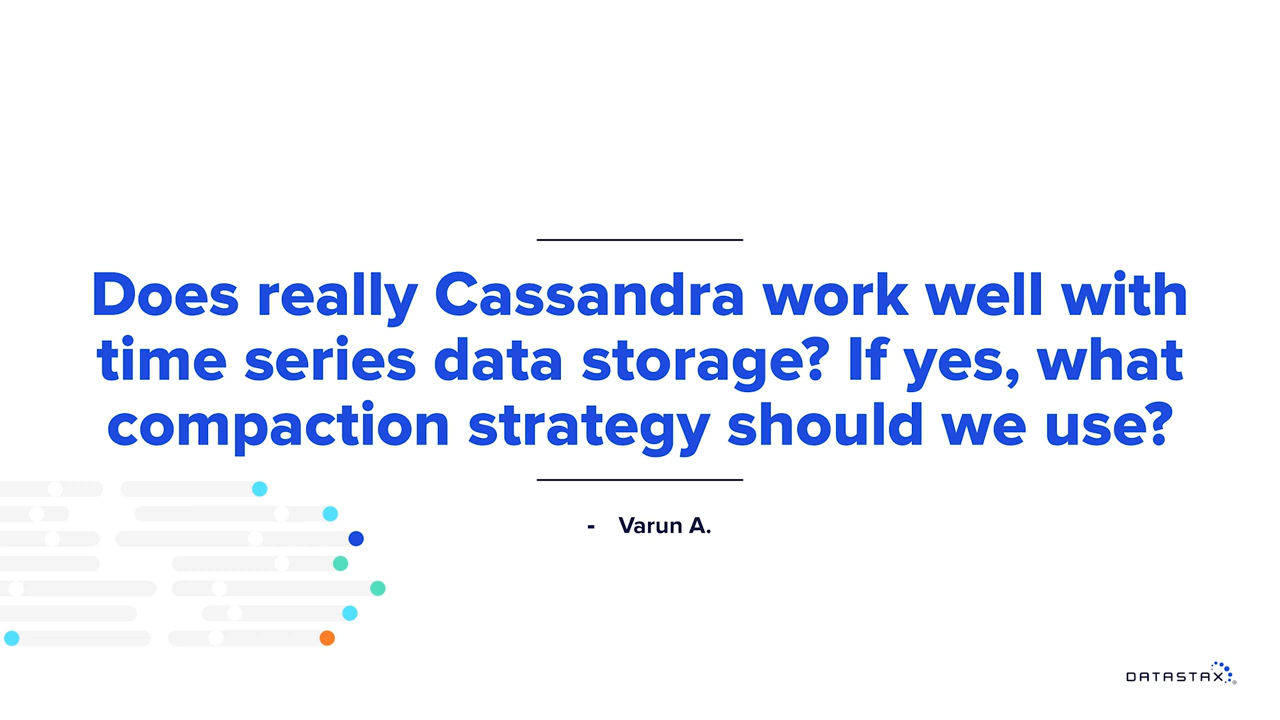 Does really Cassandra work well with
time series data storage? If yes, what
compaction strategy should we use?
- Varun A.
DATASTAX